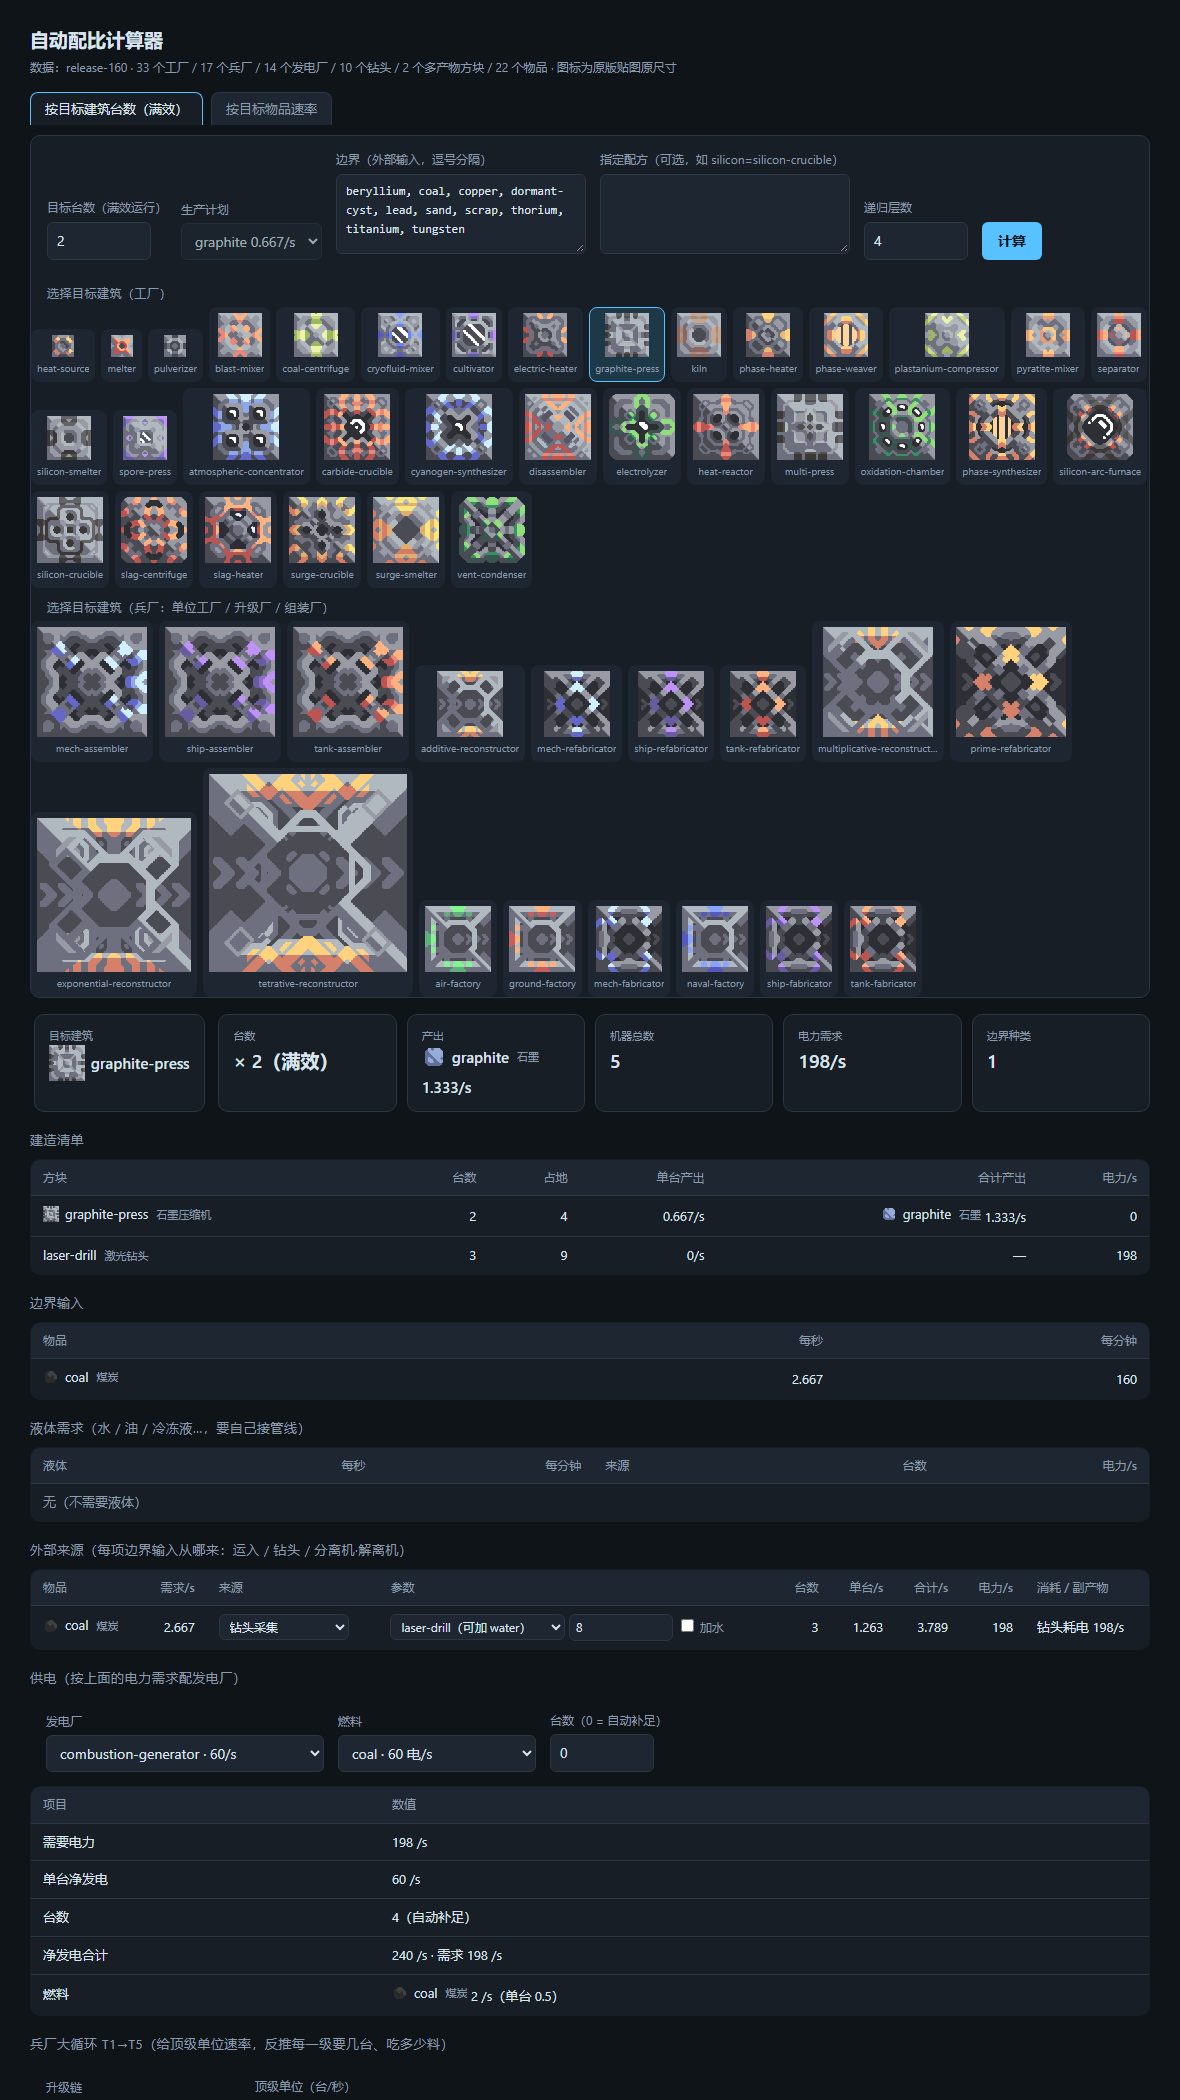 自动配比计算器
数据：release-160 · 33 个工厂 / 17 个兵厂 / 14 个发电厂 / 10 个钻头 / 2 个多产物方块 / 22 个物品 · 图标为原版贴图原尺寸
按目标建筑台数（满效） 按目标物品速率
边界（外部输入，逗号分隔） 指定配方（可选，如 silicon=silicon-crucible）
目标台数（满效运行） 生产计划 递归层数
beryllium, coal, copper, dormant-
cyst, lead, sand, scrap, thorium,
titanium, tungsten
2 graphite 0.667/s 4 计算
选择目标建筑（工厂）
heat-source melter pulverizer blast-mixer coal-centrifuge cryofluid-mixer cultivator electric-heater graphite-press kiln phase-heater phase-weaver plastanium-compressor pyratite-mixer separator
silicon-smelter spore-press atmospheric-concentrator carbide-crucible cyanogen-synthesizer disassembler electrolyzer heat-reactor multi-press oxidation-chamber phase-synthesizer silicon-arc-furnace
silicon-crucible slag-centrifuge slag-heater surge-crucible surge-smelter vent-condenser
选择目标建筑（兵厂：单位工厂 / 升级厂 / 组装厂）
mech-assembler ship-assembler tank-assembler additive-reconstructor mech-refabricator ship-refabricator tank-refabricator multiplicative-reconstruct... prime-refabricator
exponential-reconstructor tetrative-reconstructor air-factory ground-factory mech-fabricator naval-factory ship-fabricator tank-fabricator
目标建筑 台数 产出 机器总数 电力需求 边界种类
graphite-press × 2（满效） graphite 石墨 5 198/s 1
1.333/s
建造清单
方块 台数 占地 单台产出 合计产出 电力/s
graphite-press 石墨压缩机 2 4 0.667/s graphite 石墨 1.333/s 0
laser-drill 激光钻头 3 9 0/s — 198
边界输入
物品 每秒 每分钟
coal 煤炭 2.667 160
液体需求（水 / 油 / 冷冻液…，要自己接管线）
液体 每秒 每分钟 来源 台数 电力/s
无（不需要液体）
外部来源（每项边界输入从哪来：运入 / 钻头 / 分离机·解离机）
物品 需求/s 来源 参数 台数 单台/s 合计/s 电力/s 消耗 / 副产物
coal 煤炭 2.667 钻头采集 laser-drill（可加 water） 8 加水 3 1.263 3.789 198 钻头耗电 198/s
供电（按上面的电力需求配发电厂）
发电厂 燃料 台数（0 = 自动补足）
combustion-generator · 60/s coal · 60 电/s 0
项目 数值
需要电力 198 /s
单台净发电 60 /s
台数 4（自动补足）
净发电合计 240 /s · 需求 198 /s
燃料 coal 煤炭 2 /s（单台 0.5）
兵厂大循环 T1→T5（给顶级单位速率，反推每一级要几台、吃多少料）
升级链 顶级单位（台/秒）